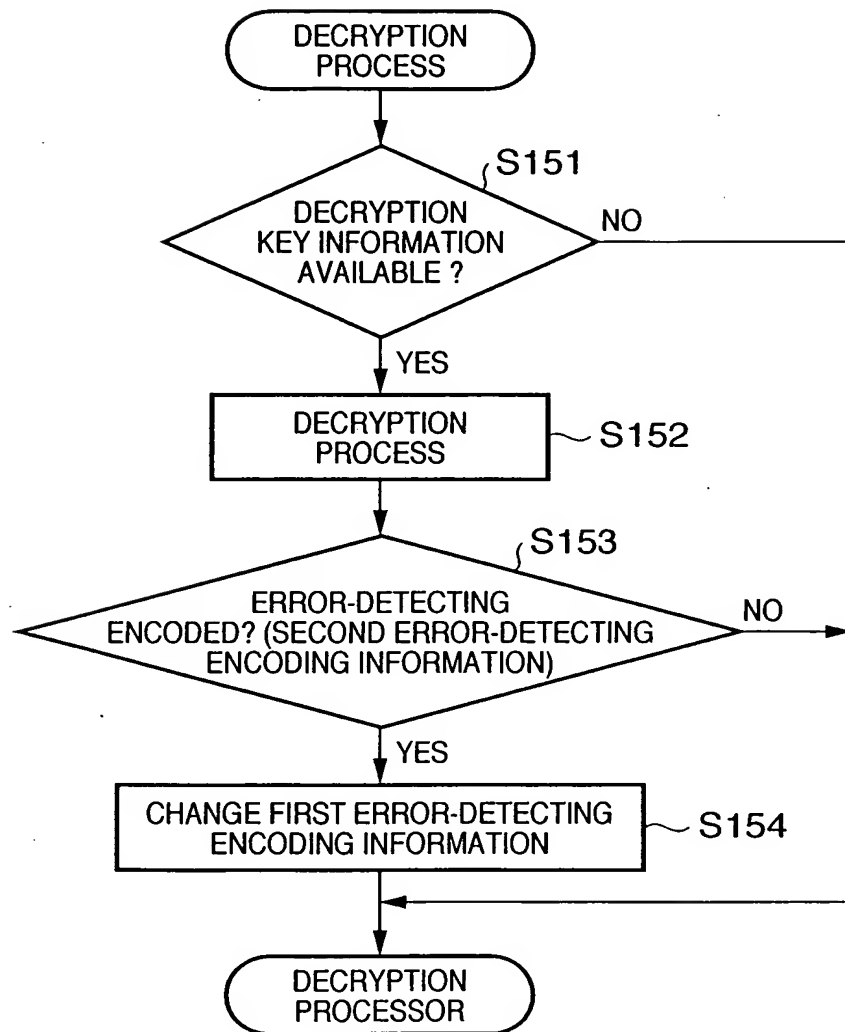 DECRYPTION
PROCESS
S151
DECRYPTION
KEY INFORMATION
AVAILABLE ?
NO
YES
DECRYPTION
PROCESS
S152
S153
ERROR-DETECTING
ENCODED? (SECOND ERROR-DETECTING
ENCODING INFORMATION)
NO
YES
CHANGE FIRST ERROR-DETECTING
ENCODING INFORMATION
S154
DECRYPTION
PROCESSOR